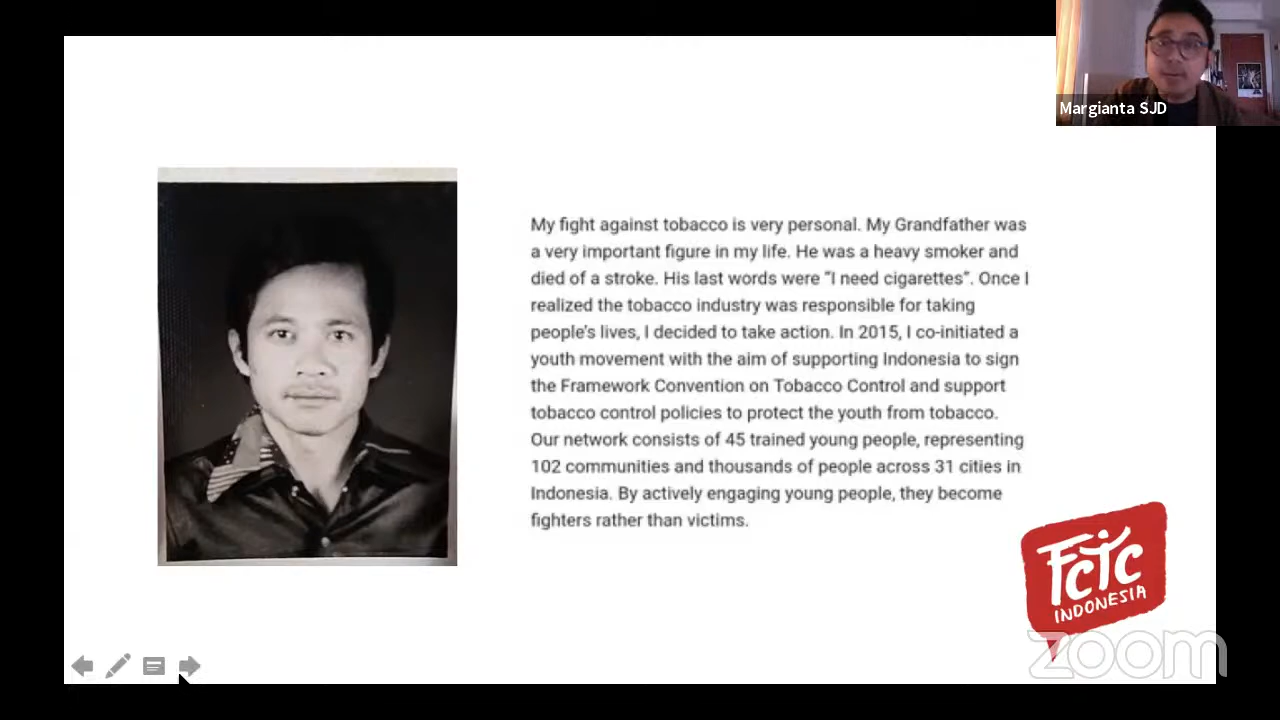 Margianta SJD
My fight against tobacco is very personal. My Grandfather was
a very important figure in my life. He was a heavy smoker and
died of a stroke. His last words were “I need cigarettes”. Once I
realized the tobacco industry was responsible for taking
people's lives, I decided to take action. In 2015, I co-initiated a
youth movement with the aim of supporting Indonesia to sign
the Framework Convention on Tobacco Control and support
tobacco control policies to protect the youth from tobacco.
Our network consists of 45 trained young people, representing
102 communities and thousands of people across 31 cities in
Indonesia. By actively engaging young people, they become
fighters rather than victims.
FCTC
INDONESIA
zoom